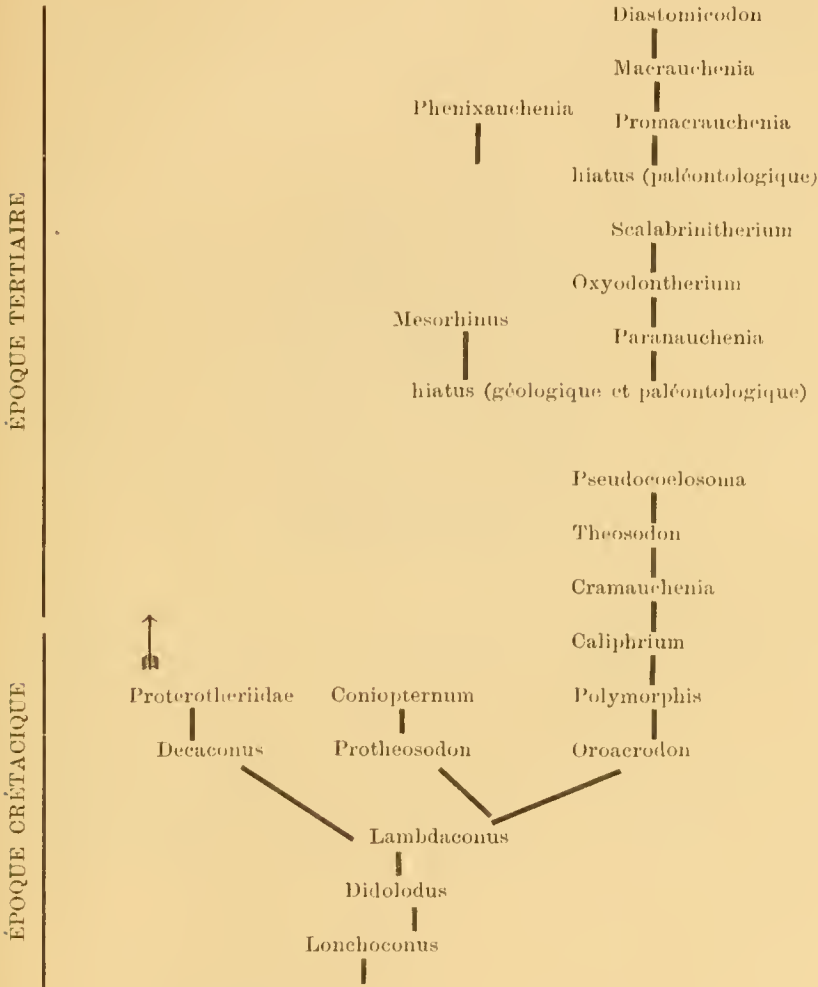 Diastomicodon
Macrauchenia
Phenixauchenia
Promacrauchenia
hiatus (paléontologique)
Scalabrinitherium
Oxyodontherium
Mesorhinus
Paranauchenia
hiatus (géologique et paléontologique)
Pseudocoelosoma
Theosodon
Cramauchenia
Caliphrium
Proterotheriidae Coniopternum Polymorphis
Decaconus Protheosodon Oroacrodon
Lambdaconus
Didolodus
Lonchoconus
ÉPOQUE TERTIAIRE
ÉPOQUE CRÉTACIQUE